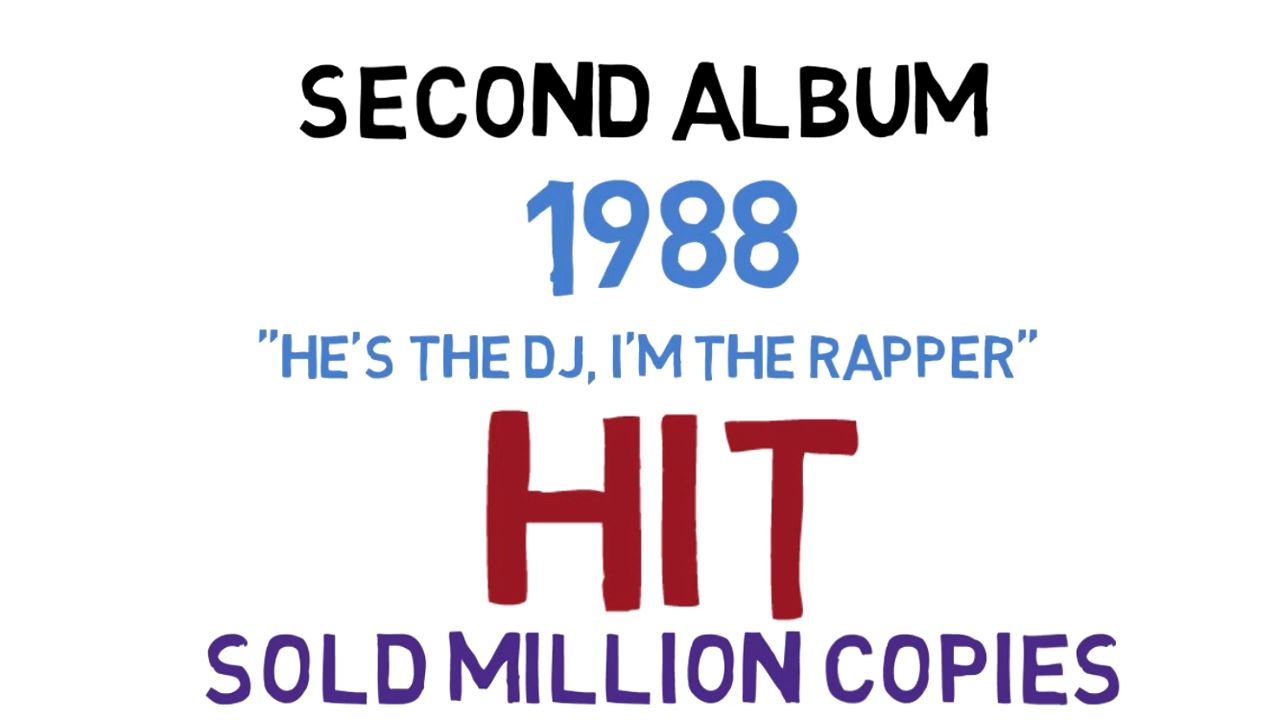 SECOND ALBUM
1988
"HE'S THE DJ, I'M THE RAPPER"
HIT
SOLD MILLION COPIES